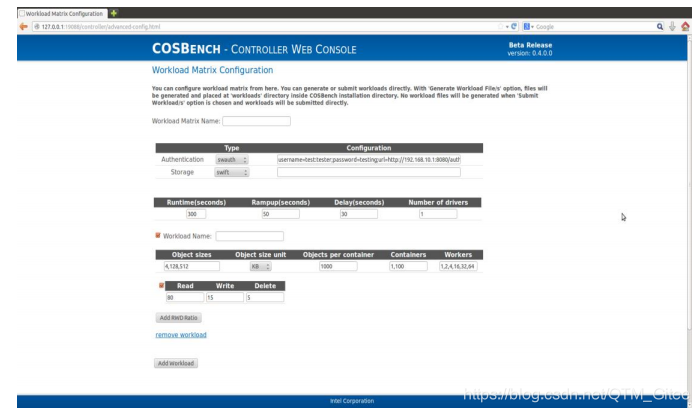 Workload Matrix Configuration
127.0.0.1:19088/controller/advanced-config.html
Google
COSBENCH - CONTROLLER WEB CONSOLE
Beta Release
version: 0.4.0.0
Workload Matrix Configuration
You can configure workload matrix from here. You can generate or submit workloads directly. With 'Generate Workload File/s' option, files will
be generated and placed at 'workloads' directory inside COSBench installation directory. No workload files will be generated when 'Submit
Workload/s' option is chosen and workloads will be submitted directly.
Workload Matrix Name:
Type Configuration
Authentication swauth username=test:tester;password=testing;url=http://192.168.10.1:8080/auth
Storage swift
Runtime(seconds) Rampup(seconds) Delay(seconds) Number of drivers
300 50 30 1
Workload Name:
Object sizes Object size unit Objects per container Containers Workers
4,128,512 KB 1000 1,100 1,2,4,16,32,64
Read Write Delete
80 15 5
Add RWD Ratio
remove workload
Add Workload
Intel Corporation
https://blog.csdn.net/QTM_Gitee